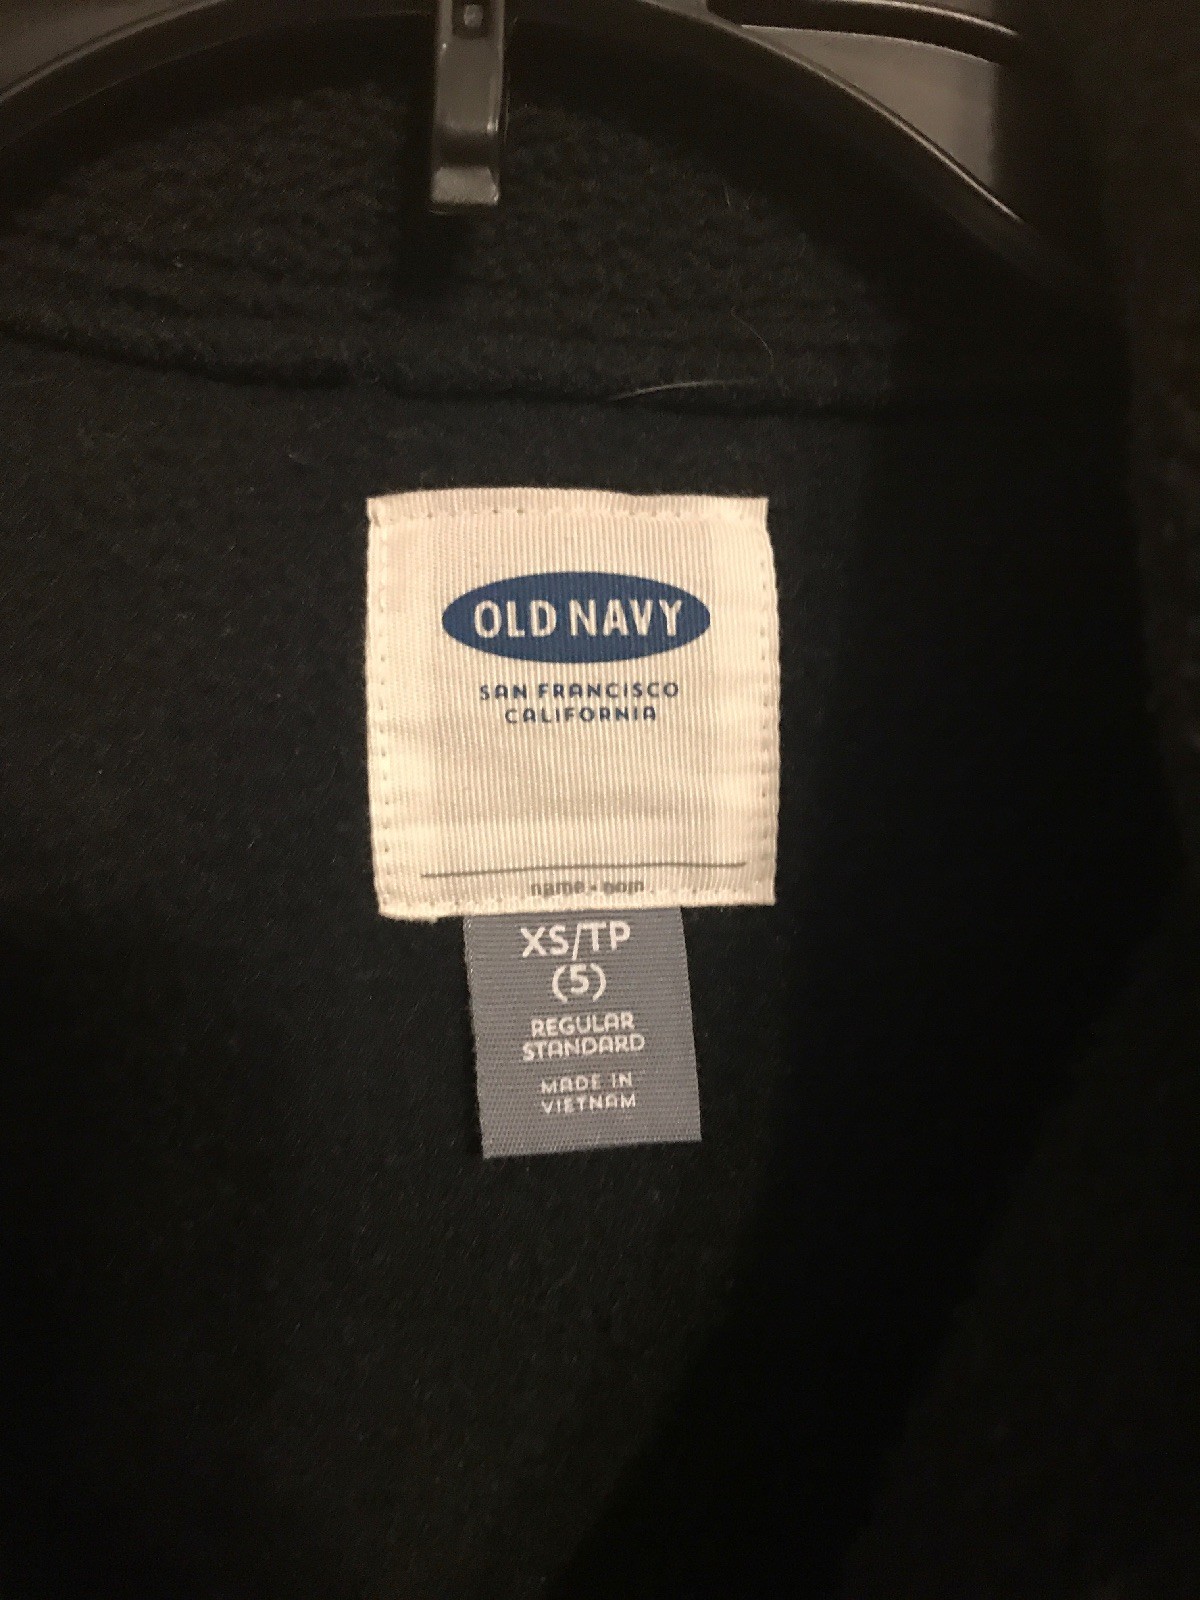 OLD NAVY
SAN FRANCISCO
CALIFORNIA
name • nom
XS/TP
(5)
REGULAR
STANDARD
MADE IN
VIETNAM